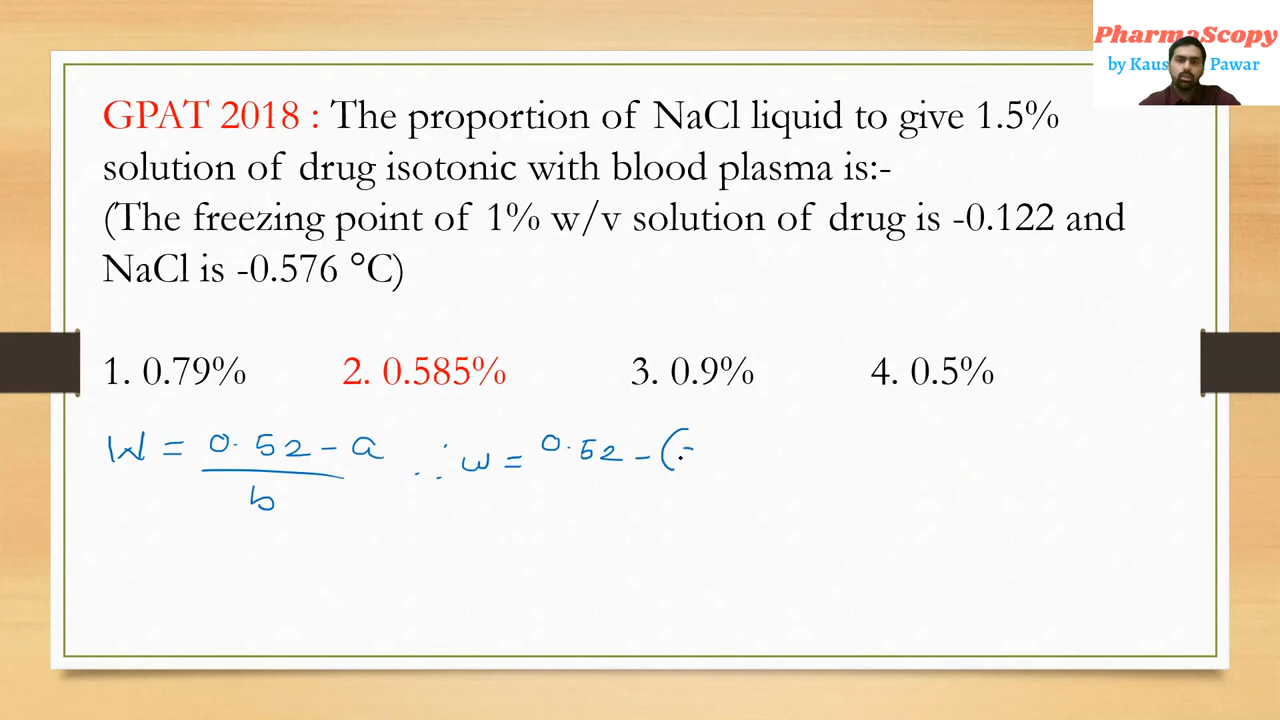 PharmaScopy
by Kaus Pawar
GPAT 2018 : The proportion of NaCl liquid to give 1.5%
solution of drug isotonic with blood plasma is:-
(The freezing point of 1% w/v solution of drug is -0.122 and
NaCl is -0.576 °C)
1. 0.79% 2. 0.585% 3. 0.9% 4. 0.5%
W = 0.52 - a ∴ w = 0.52 - (-
b